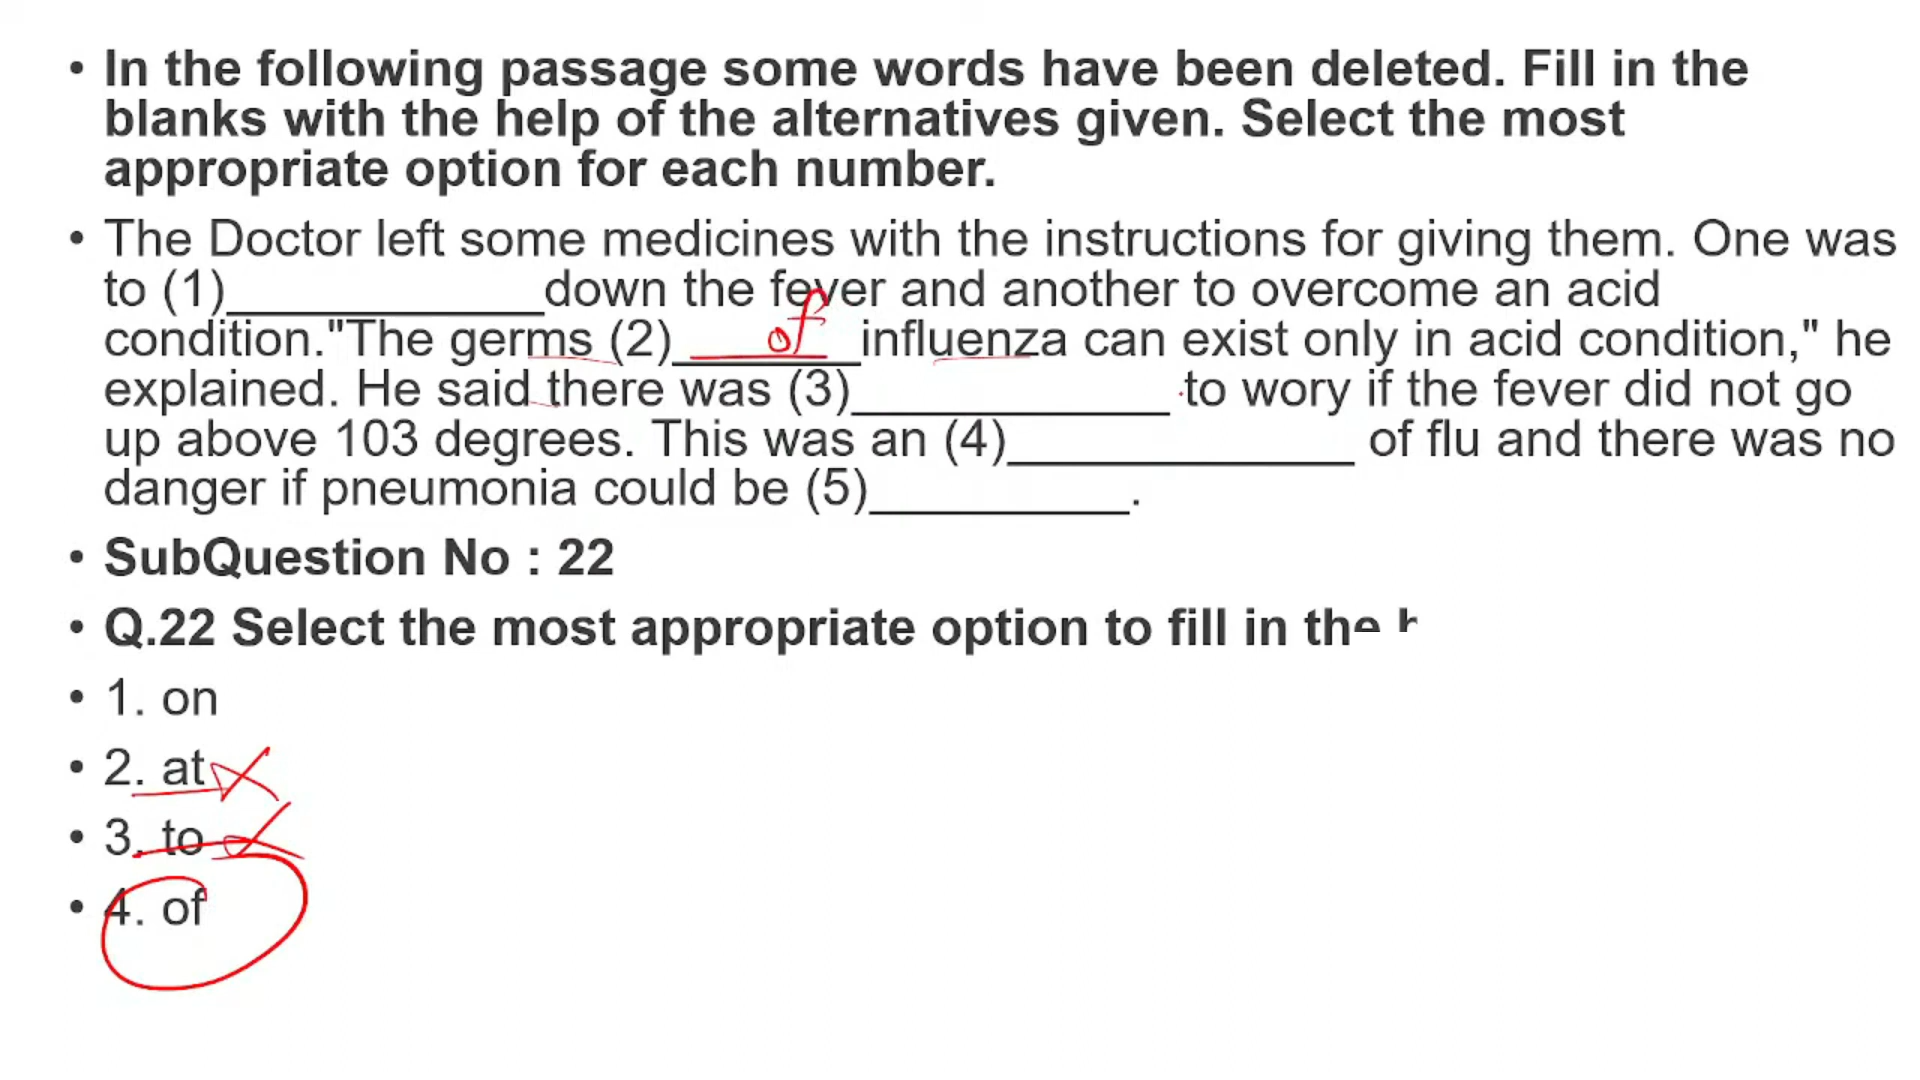 • In the following passage some words have been deleted. Fill in the
blanks with the help of the alternatives given. Select the most
appropriate option for each number.
• The Doctor left some medicines with the instructions for giving them. One was
to (1)____________down the fever and another to overcome an acid
condition."The germs (2)___of___influenza can exist only in acid condition," he
explained. He said there was (3)____________ to wory if the fever did not go
up above 103 degrees. This was an (4)_____________ of flu and there was no
danger if pneumonia could be (5)__________.
• SubQuestion No : 22
• Q.22 Select the most appropriate option to fill in the
• 1. on
• 2. at
• 3. to
• 4. of